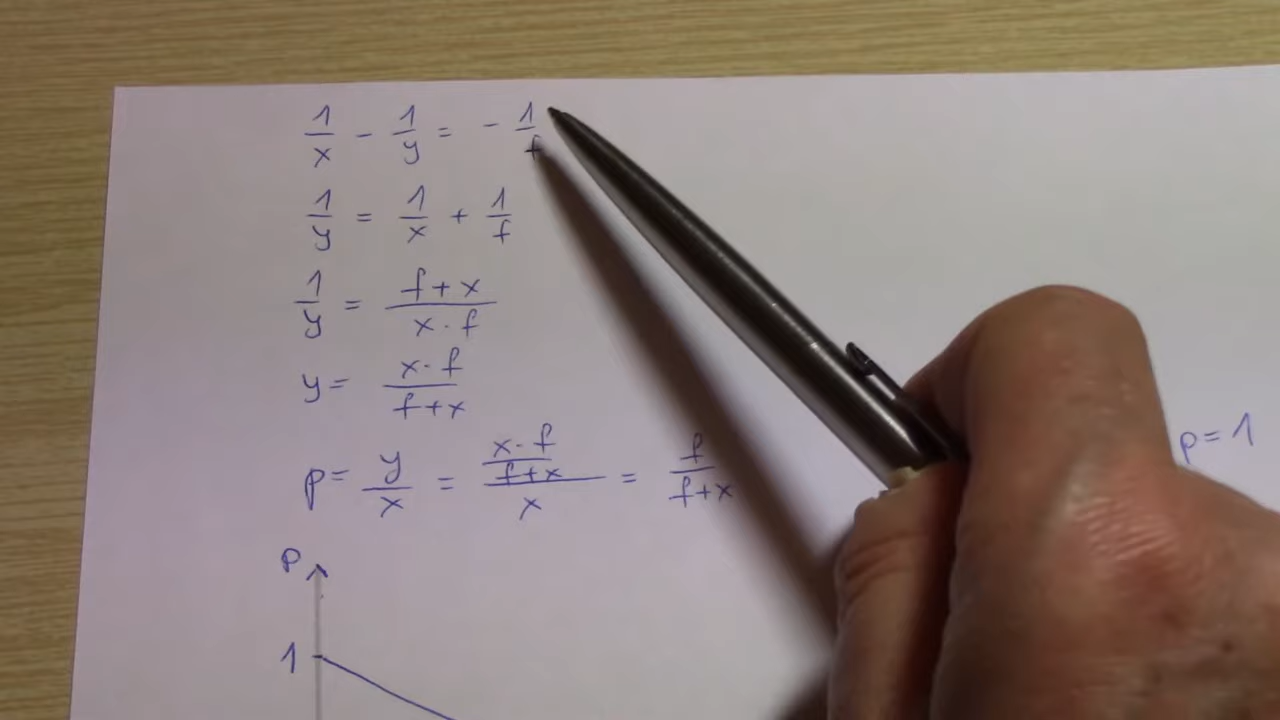 1/x - 1/y = - 1/f
1/y = 1/x + 1/f
1/y = (f+x)/(x·f)
y = (x·f)/(f+x)
p = y/x = ((x·f)/(f+x))/x = f/(f+x)
p=1
p
1